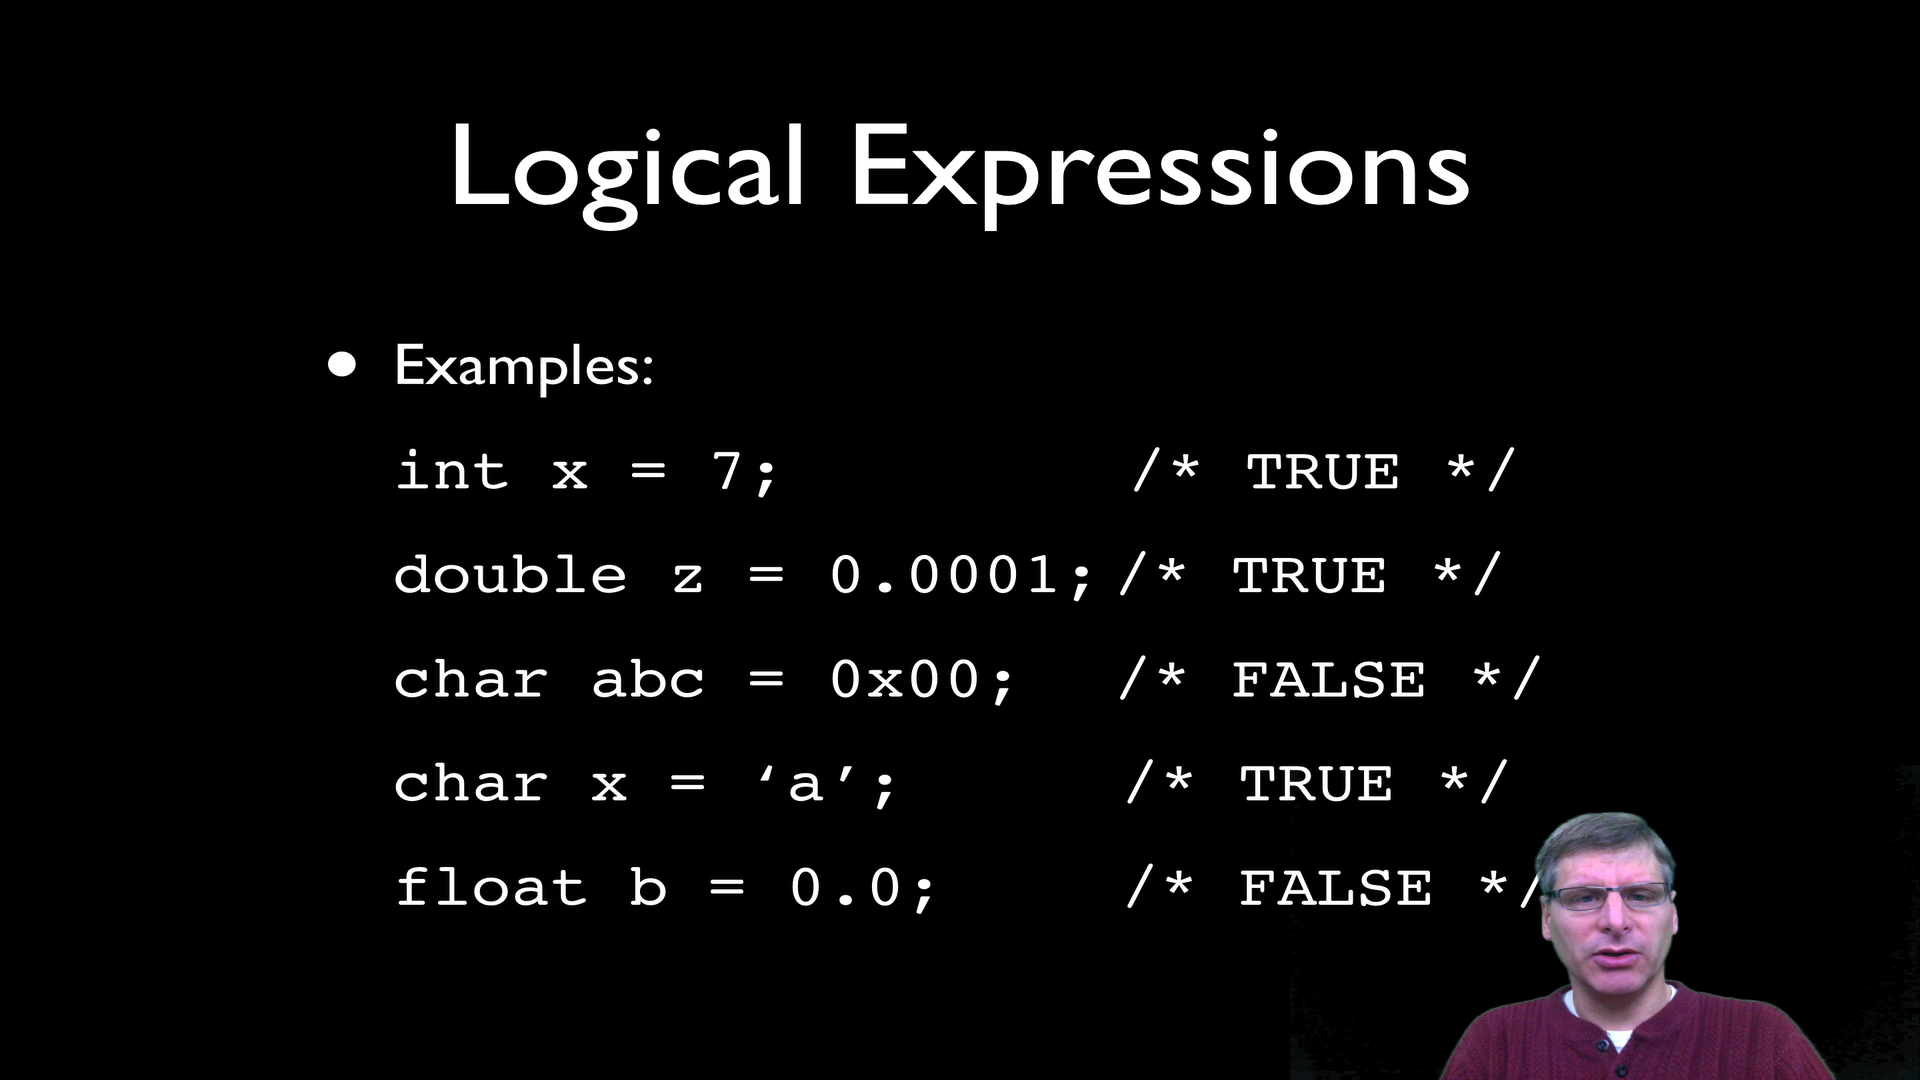 Logical Expressions
• Examples:
int x = 7; /* TRUE */
double z = 0.0001; /* TRUE */
char abc = 0x00; /* FALSE */
char x = ‘a’; /* TRUE */
float b = 0.0; /* FALSE */